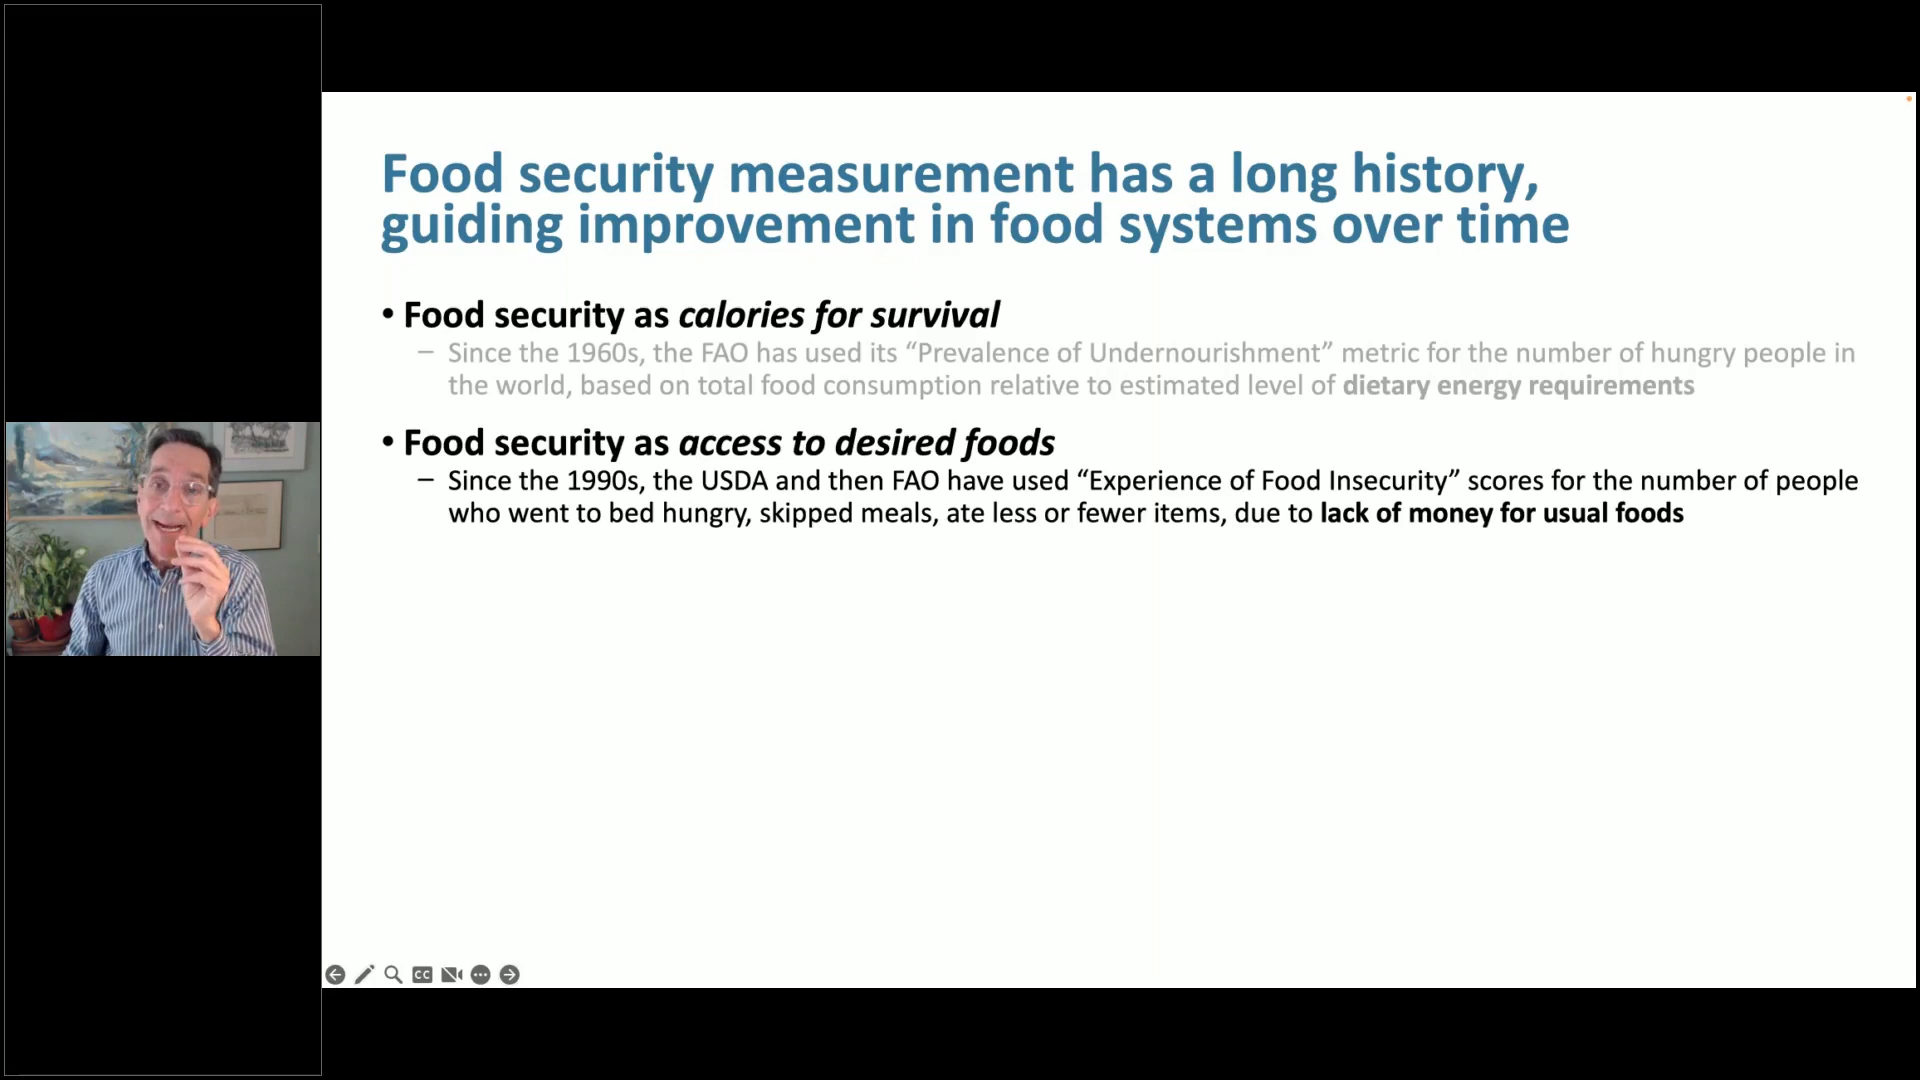 Food security measurement has a long history,
guiding improvement in food systems over time
• Food security as calories for survival
– Since the 1960s, the FAO has used its “Prevalence of Undernourishment” metric for the number of hungry people in
the world, based on total food consumption relative to estimated level of dietary energy requirements
• Food security as access to desired foods
– Since the 1990s, the USDA and then FAO have used “Experience of Food Insecurity” scores for the number of people
who went to bed hungry, skipped meals, ate less or fewer items, due to lack of money for usual foods
CC